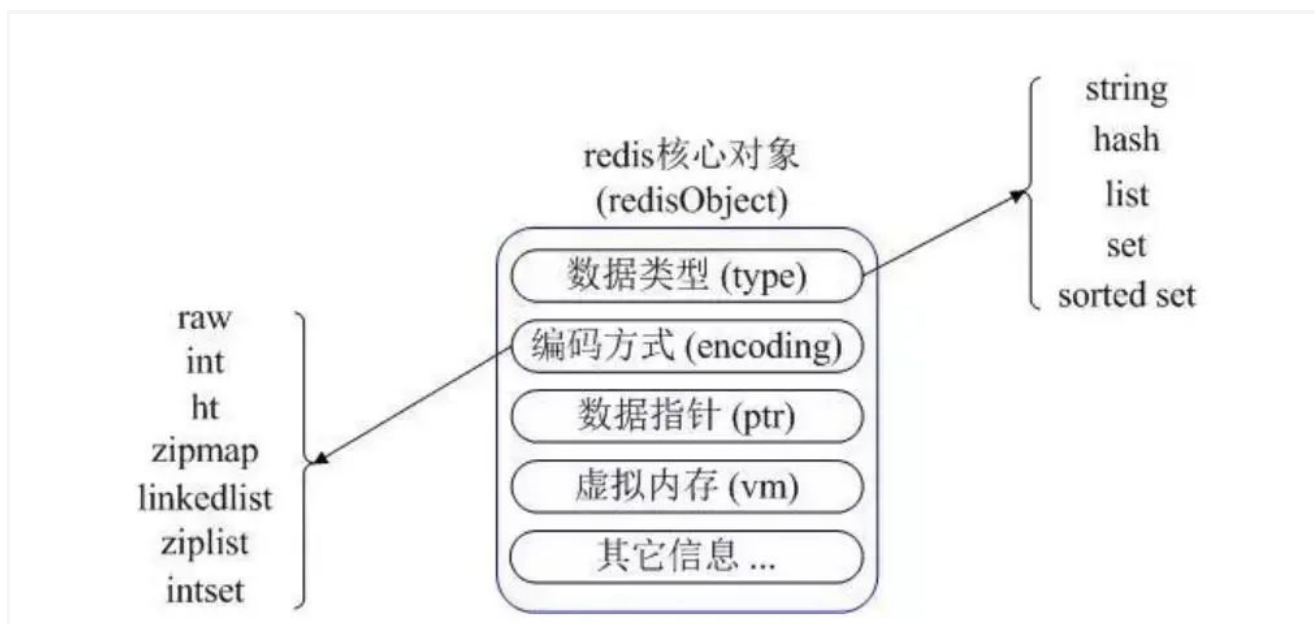 redis核心对象
(redisObject)
数据类型 (type)
编码方式 (encoding)
数据指针 (ptr)
虚拟内存 (vm)
其它信息 ...
string
hash
list
set
sorted set
raw
int
ht
zipmap
linkedlist
ziplist
intset